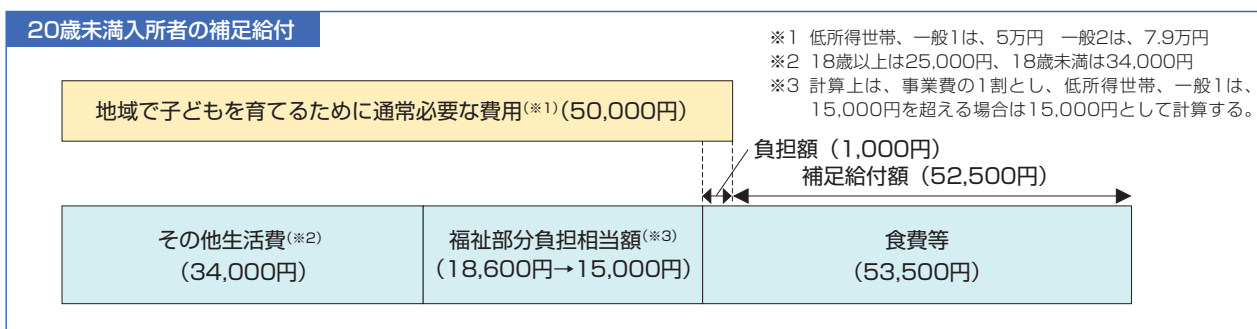 20歳未満入所者の補足給付
※1 低所得世帯、一般1は、5万円 一般2は、7.9万円
※2 18歳以上は25,000円、18歳未満は34,000円
※3 計算上は、事業費の1割とし、低所得世帯、一般1は、
15,000円を超える場合は15,000円として計算する。
地域で子どもを育てるために通常必要な費用(※1)(50,000円)
負担額（1,000円）
補足給付額（52,500円）
その他生活費(※2)
（34,000円）
福祉部分負担相当額(※3)
（18,600円→15,000円）
食費等
（53,500円）